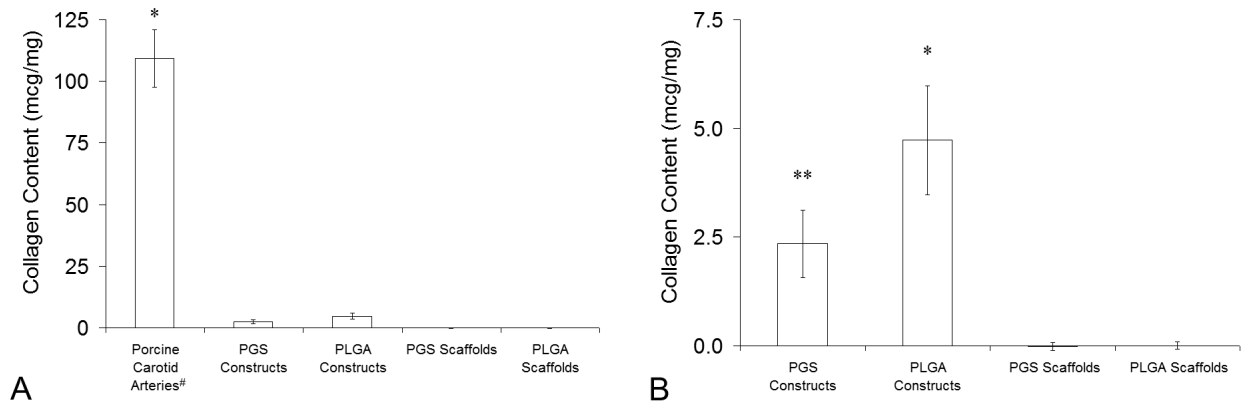 125
100
75
50
25
0
Collagen Content (mcg/mg)
*
Porcine
Carotid
Arteries#
PGS
Constructs
PLGA
Constructs
PGS Scaffolds
PLGA
Scaffolds
A
7.5
5.0
2.5
0.0
Collagen Content (mcg/mg)
**
*
PGS
Constructs
PLGA
Constructs
PGS Scaffolds
PLGA Scaffolds
B